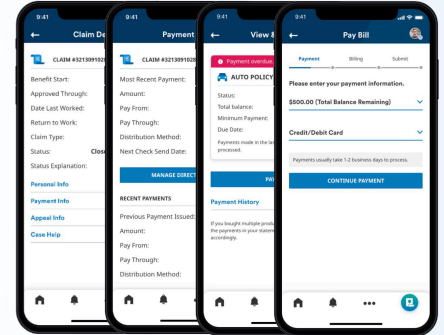 9:41
Claim De
CLAIM #3213091028
Benefit Start:
Approved Through:
Date Last Worked:
Return to Work:
Claim Type:
Status: Close
Status Explanation:
Personal Info
Payment Info
Appeal Info
Case Help
9:41
Payment
CLAIM #3213091028
Most Recent Payment:
Amount:
Pay From:
Pay Through:
Distribution Method:
Next Check Send Date:
MANAGE DIRECT
RECENT PAYMENTS
Previous Payment Issued:
Amount:
Pay From:
Pay Through:
Distribution Method:
9:41
View &
Payment overdue.
AUTO POLICY
Status:
Total balance:
Minimum Payment:
Due Date:
Payments made in the las
processed.
PAY
Payment History
If you bought multiple produ
the payments in your statem
accordingly.
9:41
Pay Bill
Payment Billing Submit
Please enter your payment information.
$500.00 (Total Balance Remaining)
Credit/Debit Card
Payments usually take 1-2 business days to process.
CONTINUE PAYMENT